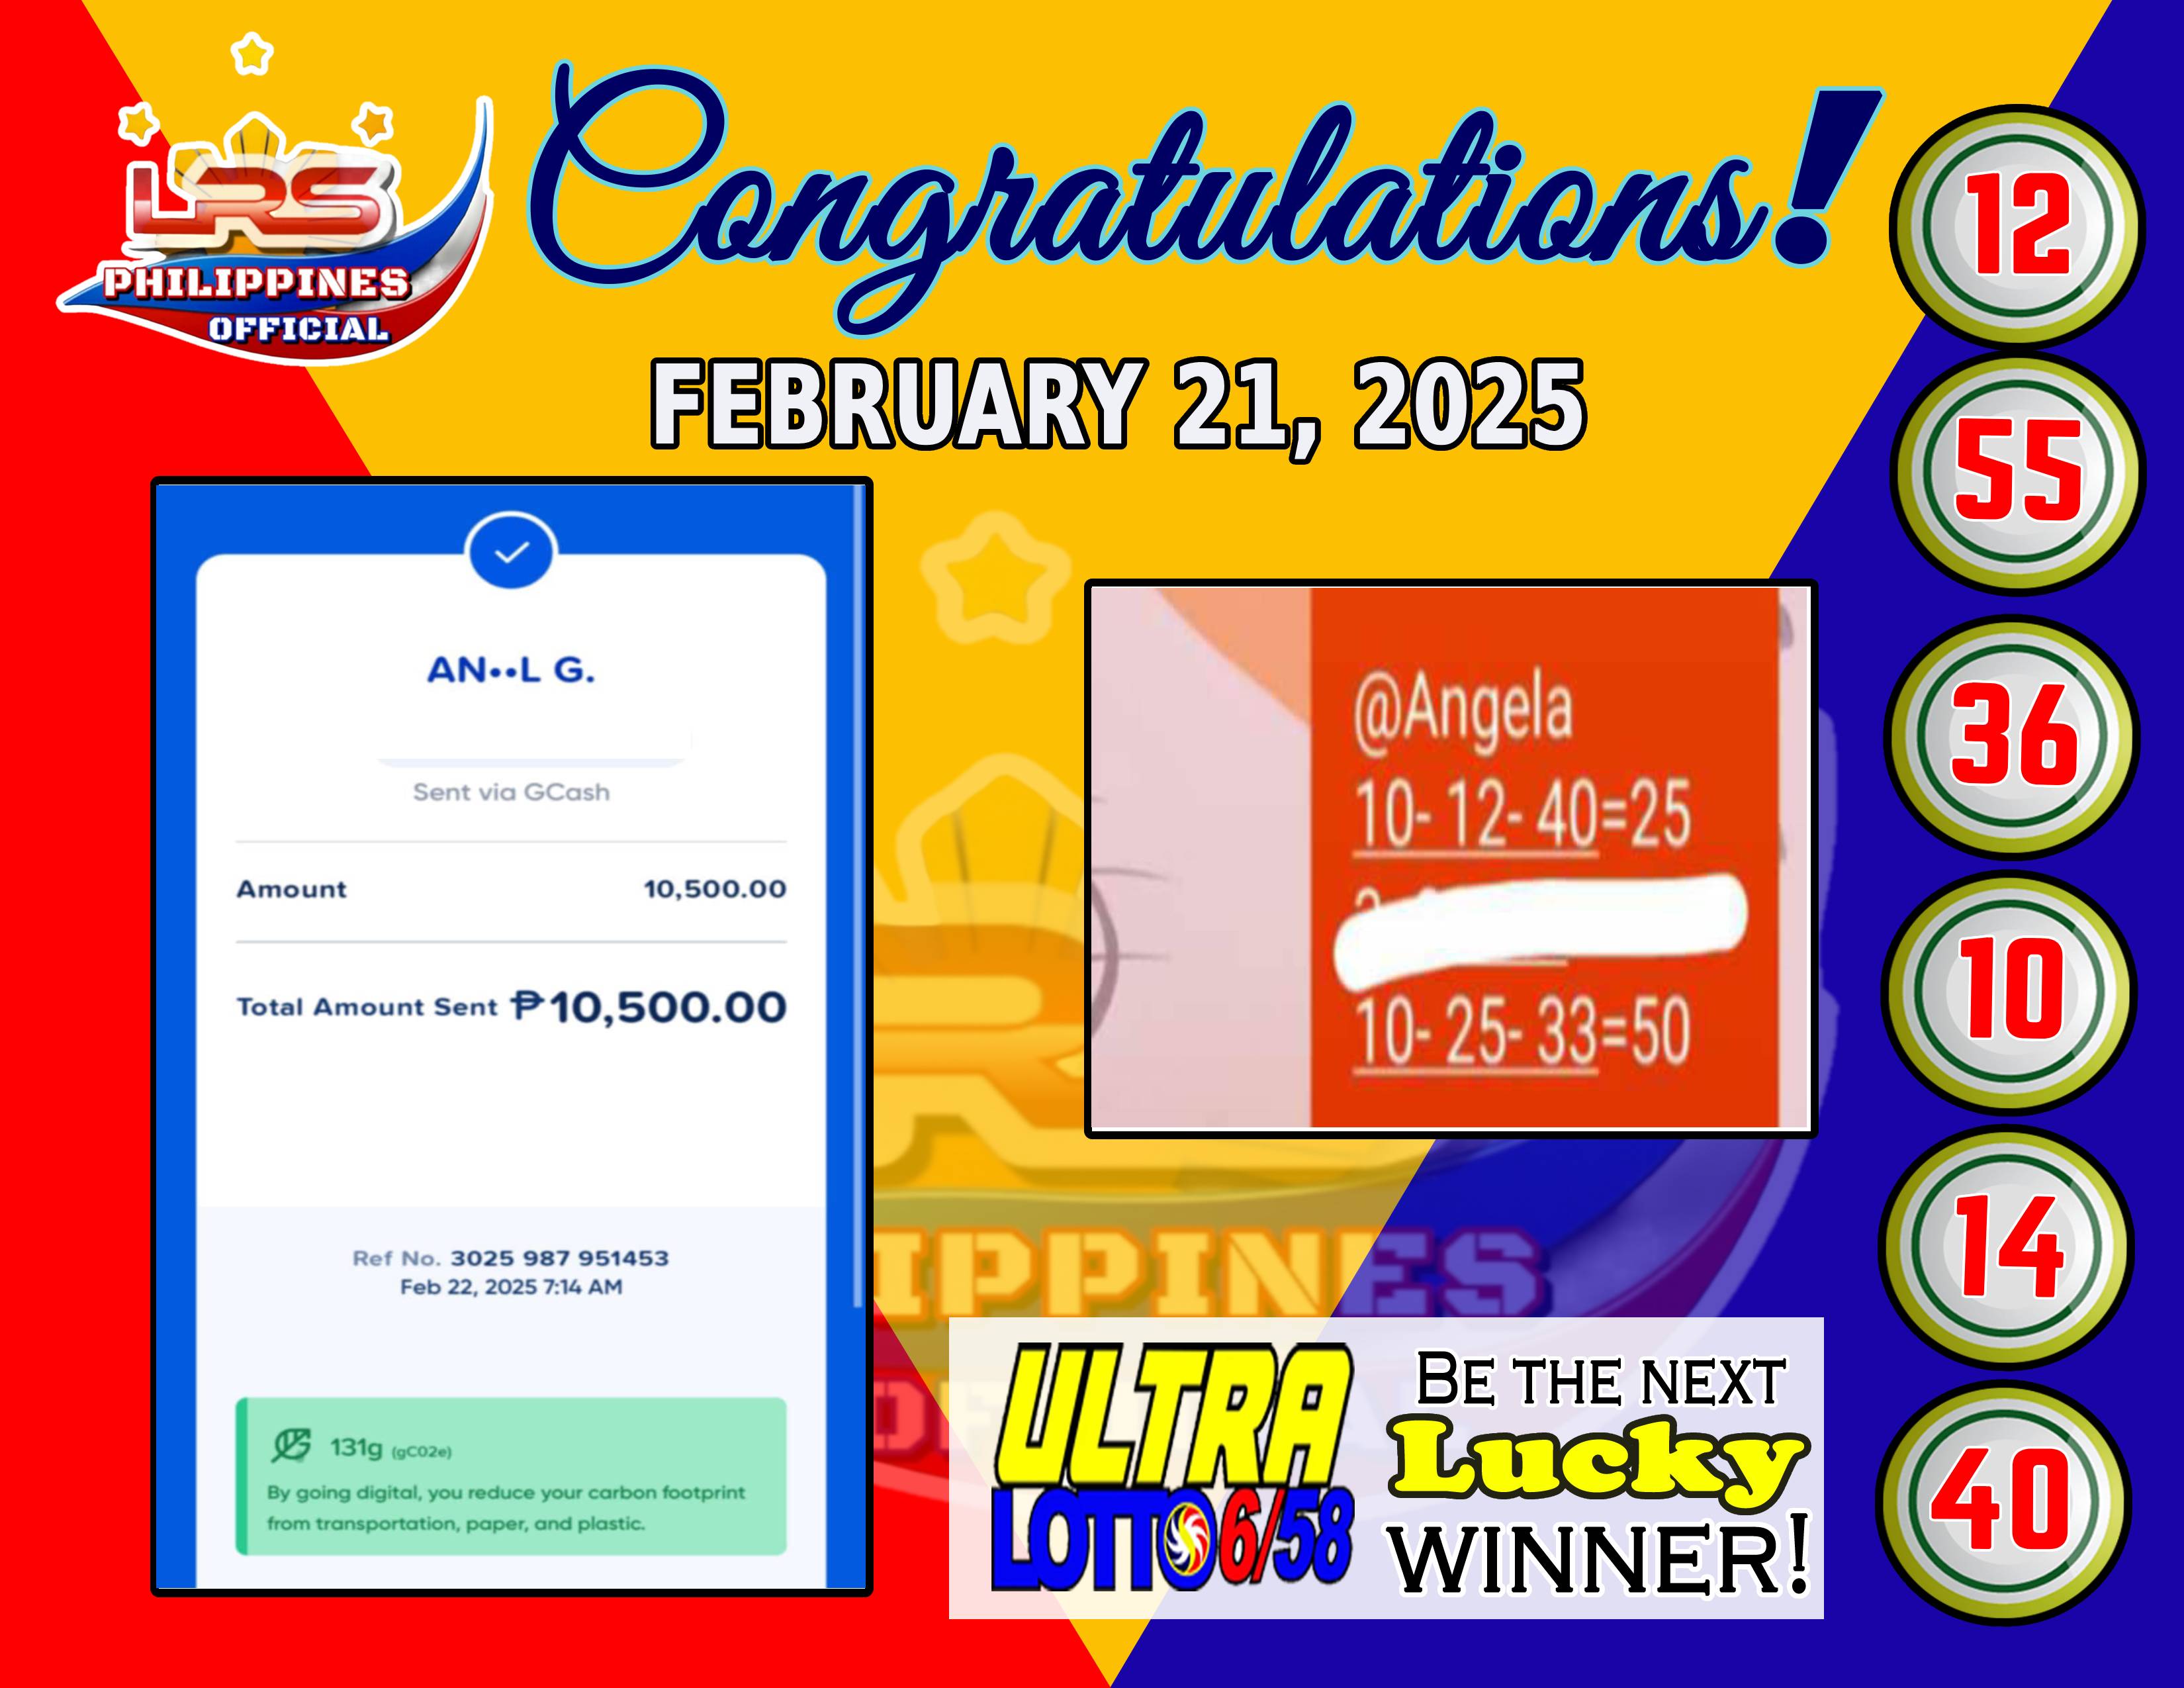 LRS
PHILIPPINES
OFFICIAL
Congratulations!
FEBRUARY 21, 2025
AN••L G.
Sent via GCash
Amount 10,500.00
Total Amount Sent ₱10,500.00
Ref No. 3025 987 951453
Feb 22, 2025 7:14 AM
131g (gCO2e)
By going digital, you reduce your carbon footprint
from transportation, paper, and plastic.
@Angela
10- 12- 40=25
10- 25- 33=50
ULTRA
LOTTO 6/58
BE THE NEXT
Lucky
WINNER!
12
55
36
10
14
40